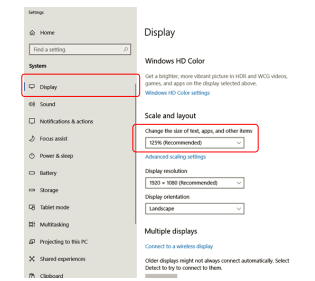 Settings
Home
Find a setting
System
Display
Sound
Notifications & actions
Focus assist
Power & sleep
Battery
Storage
Tablet mode
Multitasking
Projecting to this PC
Shared experiences
Clipboard
Display
Windows HD Color
Get a brighter, more vibrant picture in HDR and WCG videos,
games, and apps on the display selected above.
Windows HD Color settings
Scale and layout
Change the size of text, apps, and other items
125% (Recommended)
Advanced scaling settings
Display resolution
1920 × 1080 (Recommended)
Display orientation
Landscape
Multiple displays
Connect to a wireless display
Older displays might not always connect automatically. Select
Detect to try to connect to them.